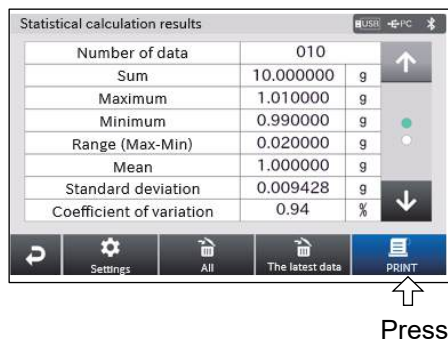 Statistical calculation results USB PC
Number of data 010
Sum 10.000000 g
Maximum 1.010000 g
Minimum 0.990000 g
Range (Max-Min) 0.020000 g
Mean 1.000000 g
Standard deviation 0.009428 g
Coefficient of variation 0.94 %
Settings All The latest data PRINT
Press